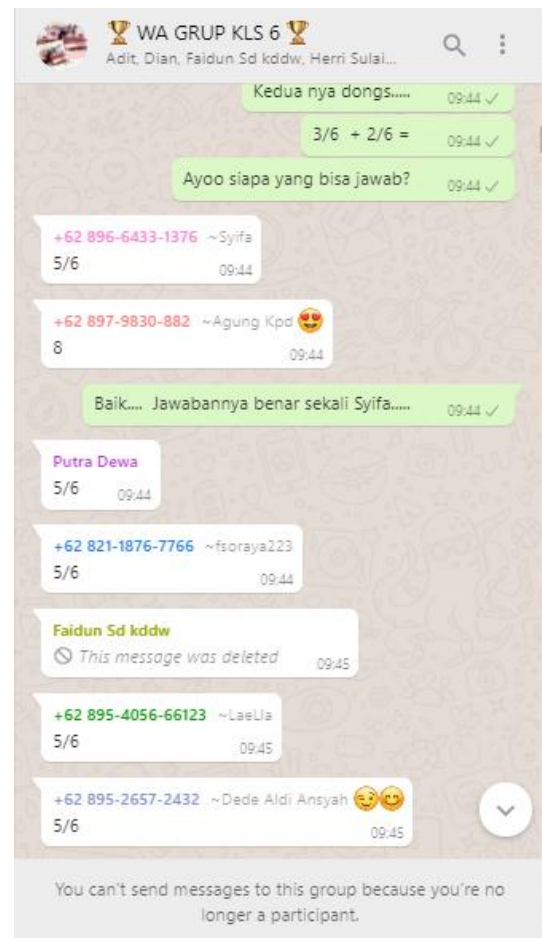 🏆 WA GRUP KLS 6 🏆
Adit, Dian, Faidun Sd kddw, Herri Sulai...
Kedua nya dongs.....
09:44
3/6 + 2/6 =
09:44
Ayoo siapa yang bisa jawab?
09:44
+62 896-6433-1376 ~Syifa
5/6
09:44
+62 897-9830-882 ~Agung Kpd 😍
8
09:44
Baik.... Jawabannya benar sekali Syifa.....
09:44
Putra Dewa
5/6
09:44
+62 821-1876-7766 ~fsoraya223
5/6
09:44
Faidun Sd kddw
This message was deleted
09:45
+62 895-4056-66123 ~LaeLla
5/6
09:45
+62 895-2657-2432 ~Dede Aldi Ansyah 😏😊
5/6
09:45
You can't send messages to this group because you're no
longer a participant.